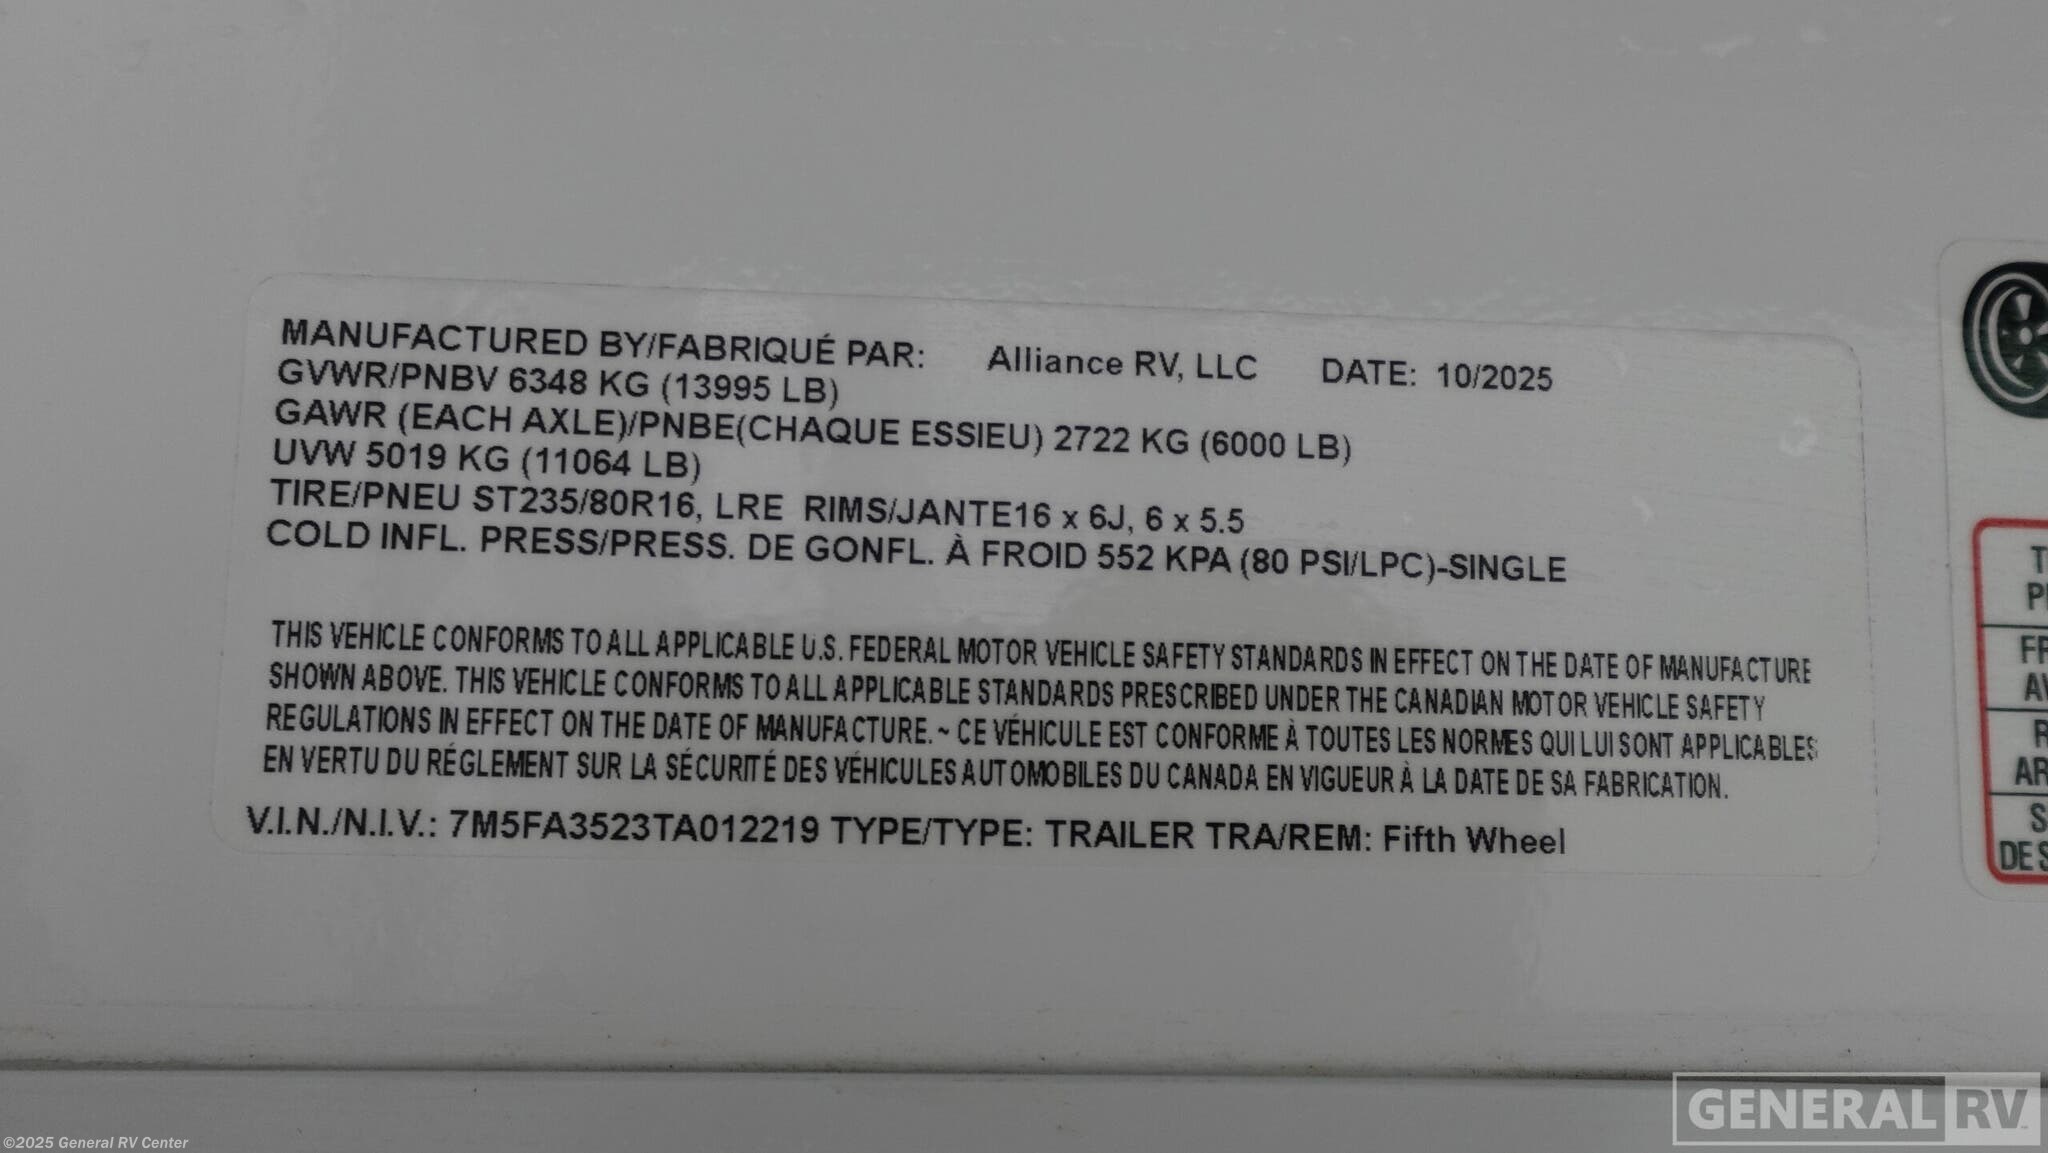 MANUFACTURED BY/FABRIQUÉ PAR: Alliance RV, LLC DATE: 10/2025
GVWR/PNBV 6348 KG (13995 LB)
GAWR (EACH AXLE)/PNBE(CHAQUE ESSIEU) 2722 KG (6000 LB)
UVW 5019 KG (11064 LB)
TIRE/PNEU ST235/80R16, LRE RIMS/JANTE16 x 6J, 6 x 5.5
COLD INFL. PRESS/PRESS. DE GONFL. À FROID 552 KPA (80 PSI/LPC)-SINGLE
THIS VEHICLE CONFORMS TO ALL APPLICABLE U.S. FEDERAL MOTOR VEHICLE SAFETY STANDARDS IN EFFECT ON THE DATE OF MANUFACTURE
SHOWN ABOVE. THIS VEHICLE CONFORMS TO ALL APPLICABLE STANDARDS PRESCRIBED UNDER THE CANADIAN MOTOR VEHICLE SAFETY
REGULATIONS IN EFFECT ON THE DATE OF MANUFACTURE. ~ CE VÉHICULE EST CONFORME À TOUTES LES NORMES QUI LUI SONT APPLICABLES
EN VERTU DU RÉGLEMENT SUR LA SÉCURITÉ DES VÉHICULES AUTOMOBILES DU CANADA EN VIGUEUR À LA DATE DE SA FABRICATION.
V.I.N./N.I.V.: 7M5FA3523TA012219 TYPE/TYPE: TRAILER TRA/REM: Fifth Wheel
DE
©2025 General RV Center
GENERAL RV